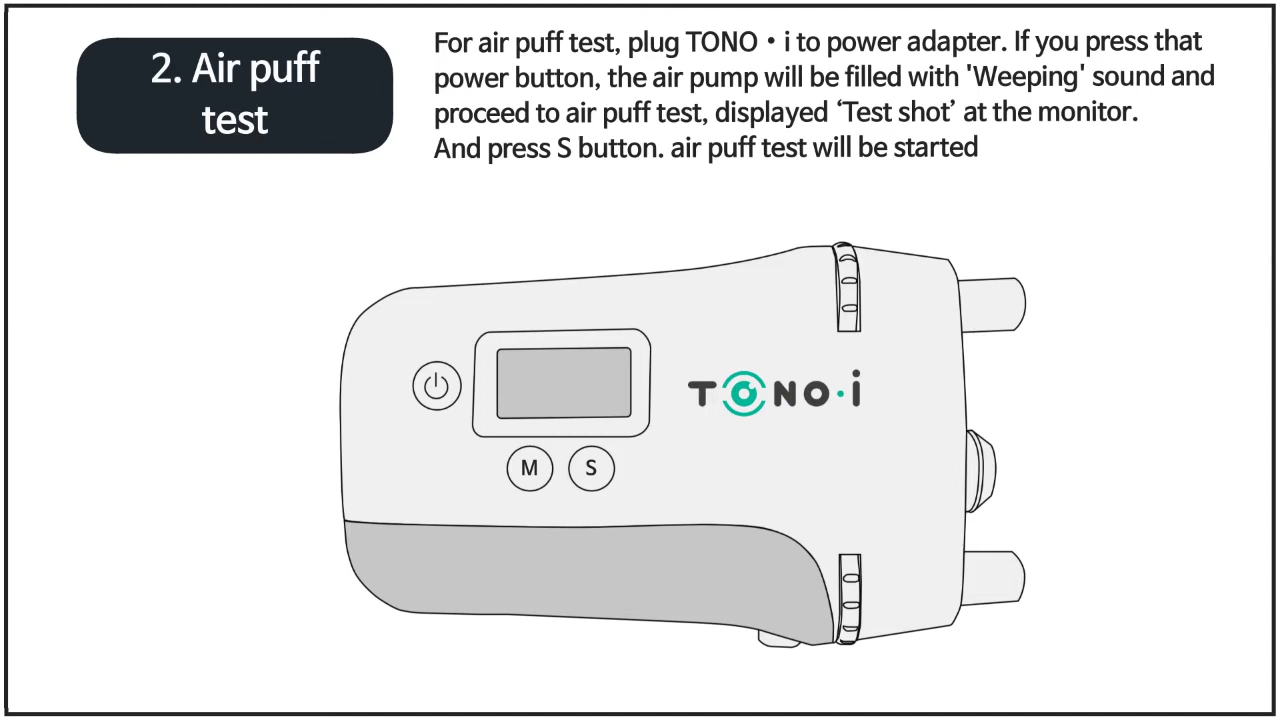 2. Air puff
test
For air puff test, plug TONO・i to power adapter. If you press that
power button, the air pump will be filled with 'Weeping' sound and
proceed to air puff test, displayed ‘Test shot’ at the monitor.
And press S button. air puff test will be started
TONO·i
M S